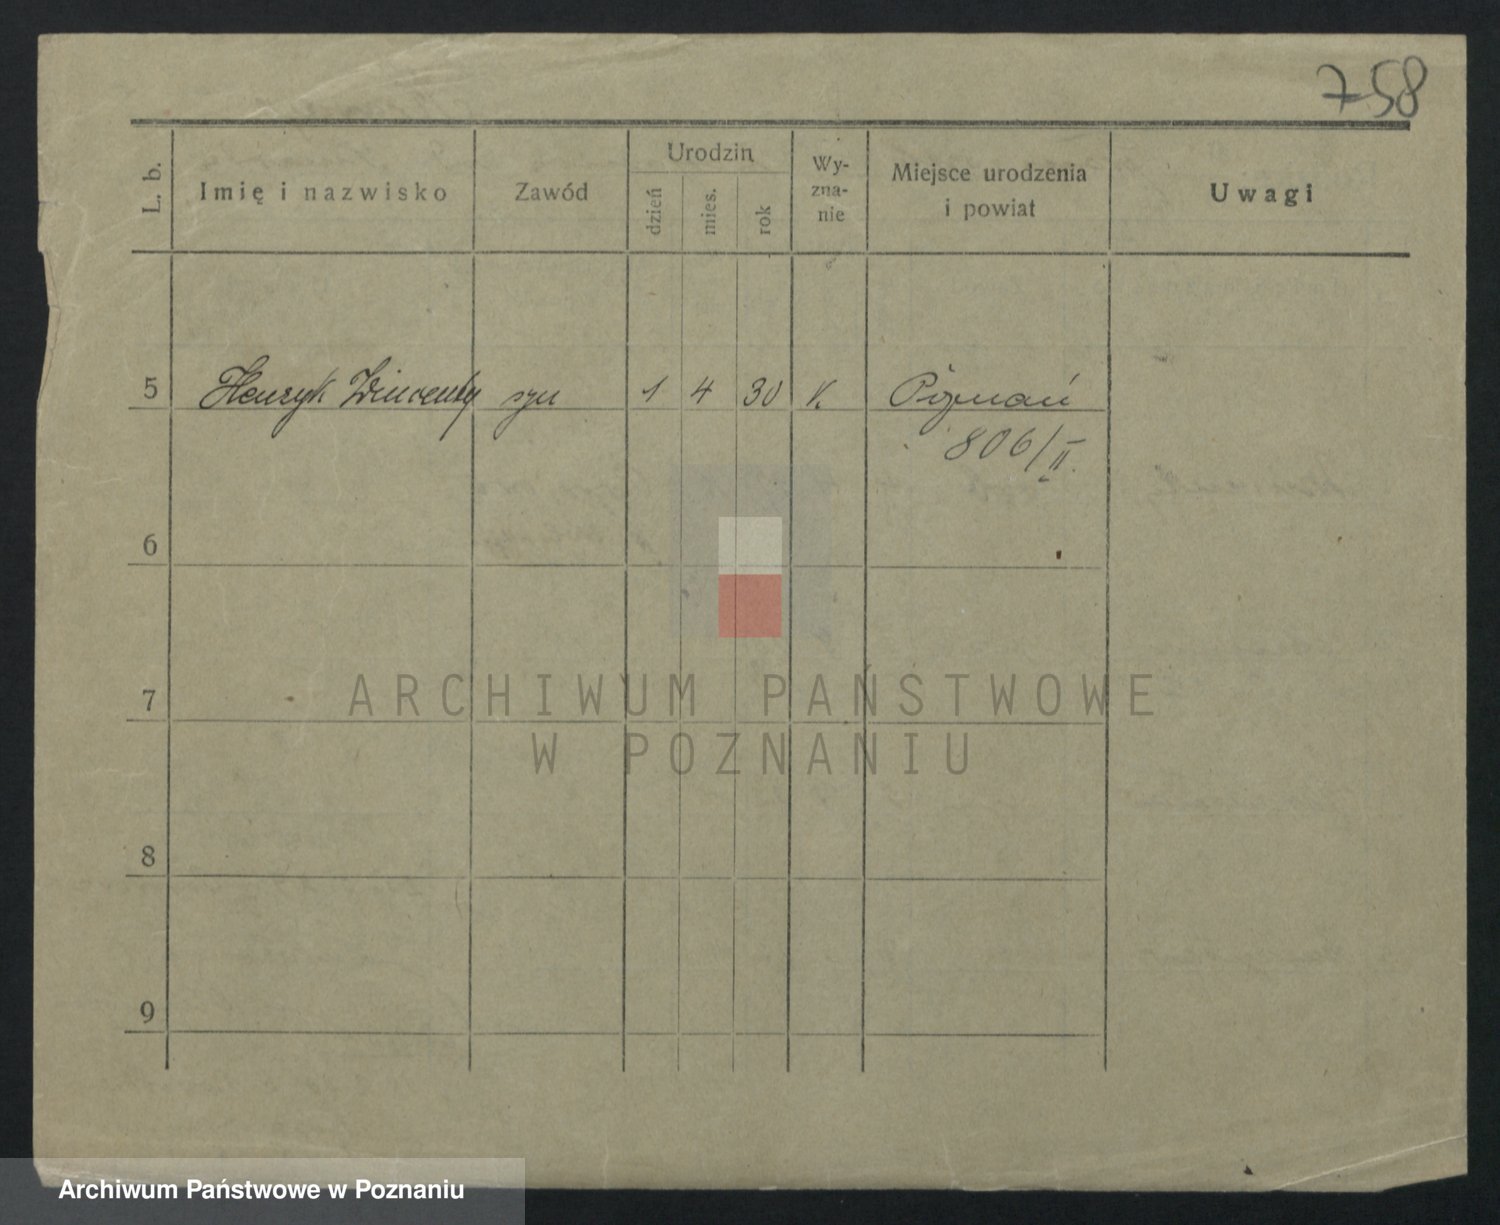 758
L. b.
Imię i nazwisko
Zawód
Urodzin
dzień
mies.
rok
Wy-
zna-
nie
Miejsce urodzenia
i powiat
Uwagi
5 Henryk Wincenty syn 1 4 30 K. Poznań
806/II.
6
7
ARCHIWUM PAŃSTWOWE
W POZNANIU
8
9
Archiwum Państwowe w Poznaniu